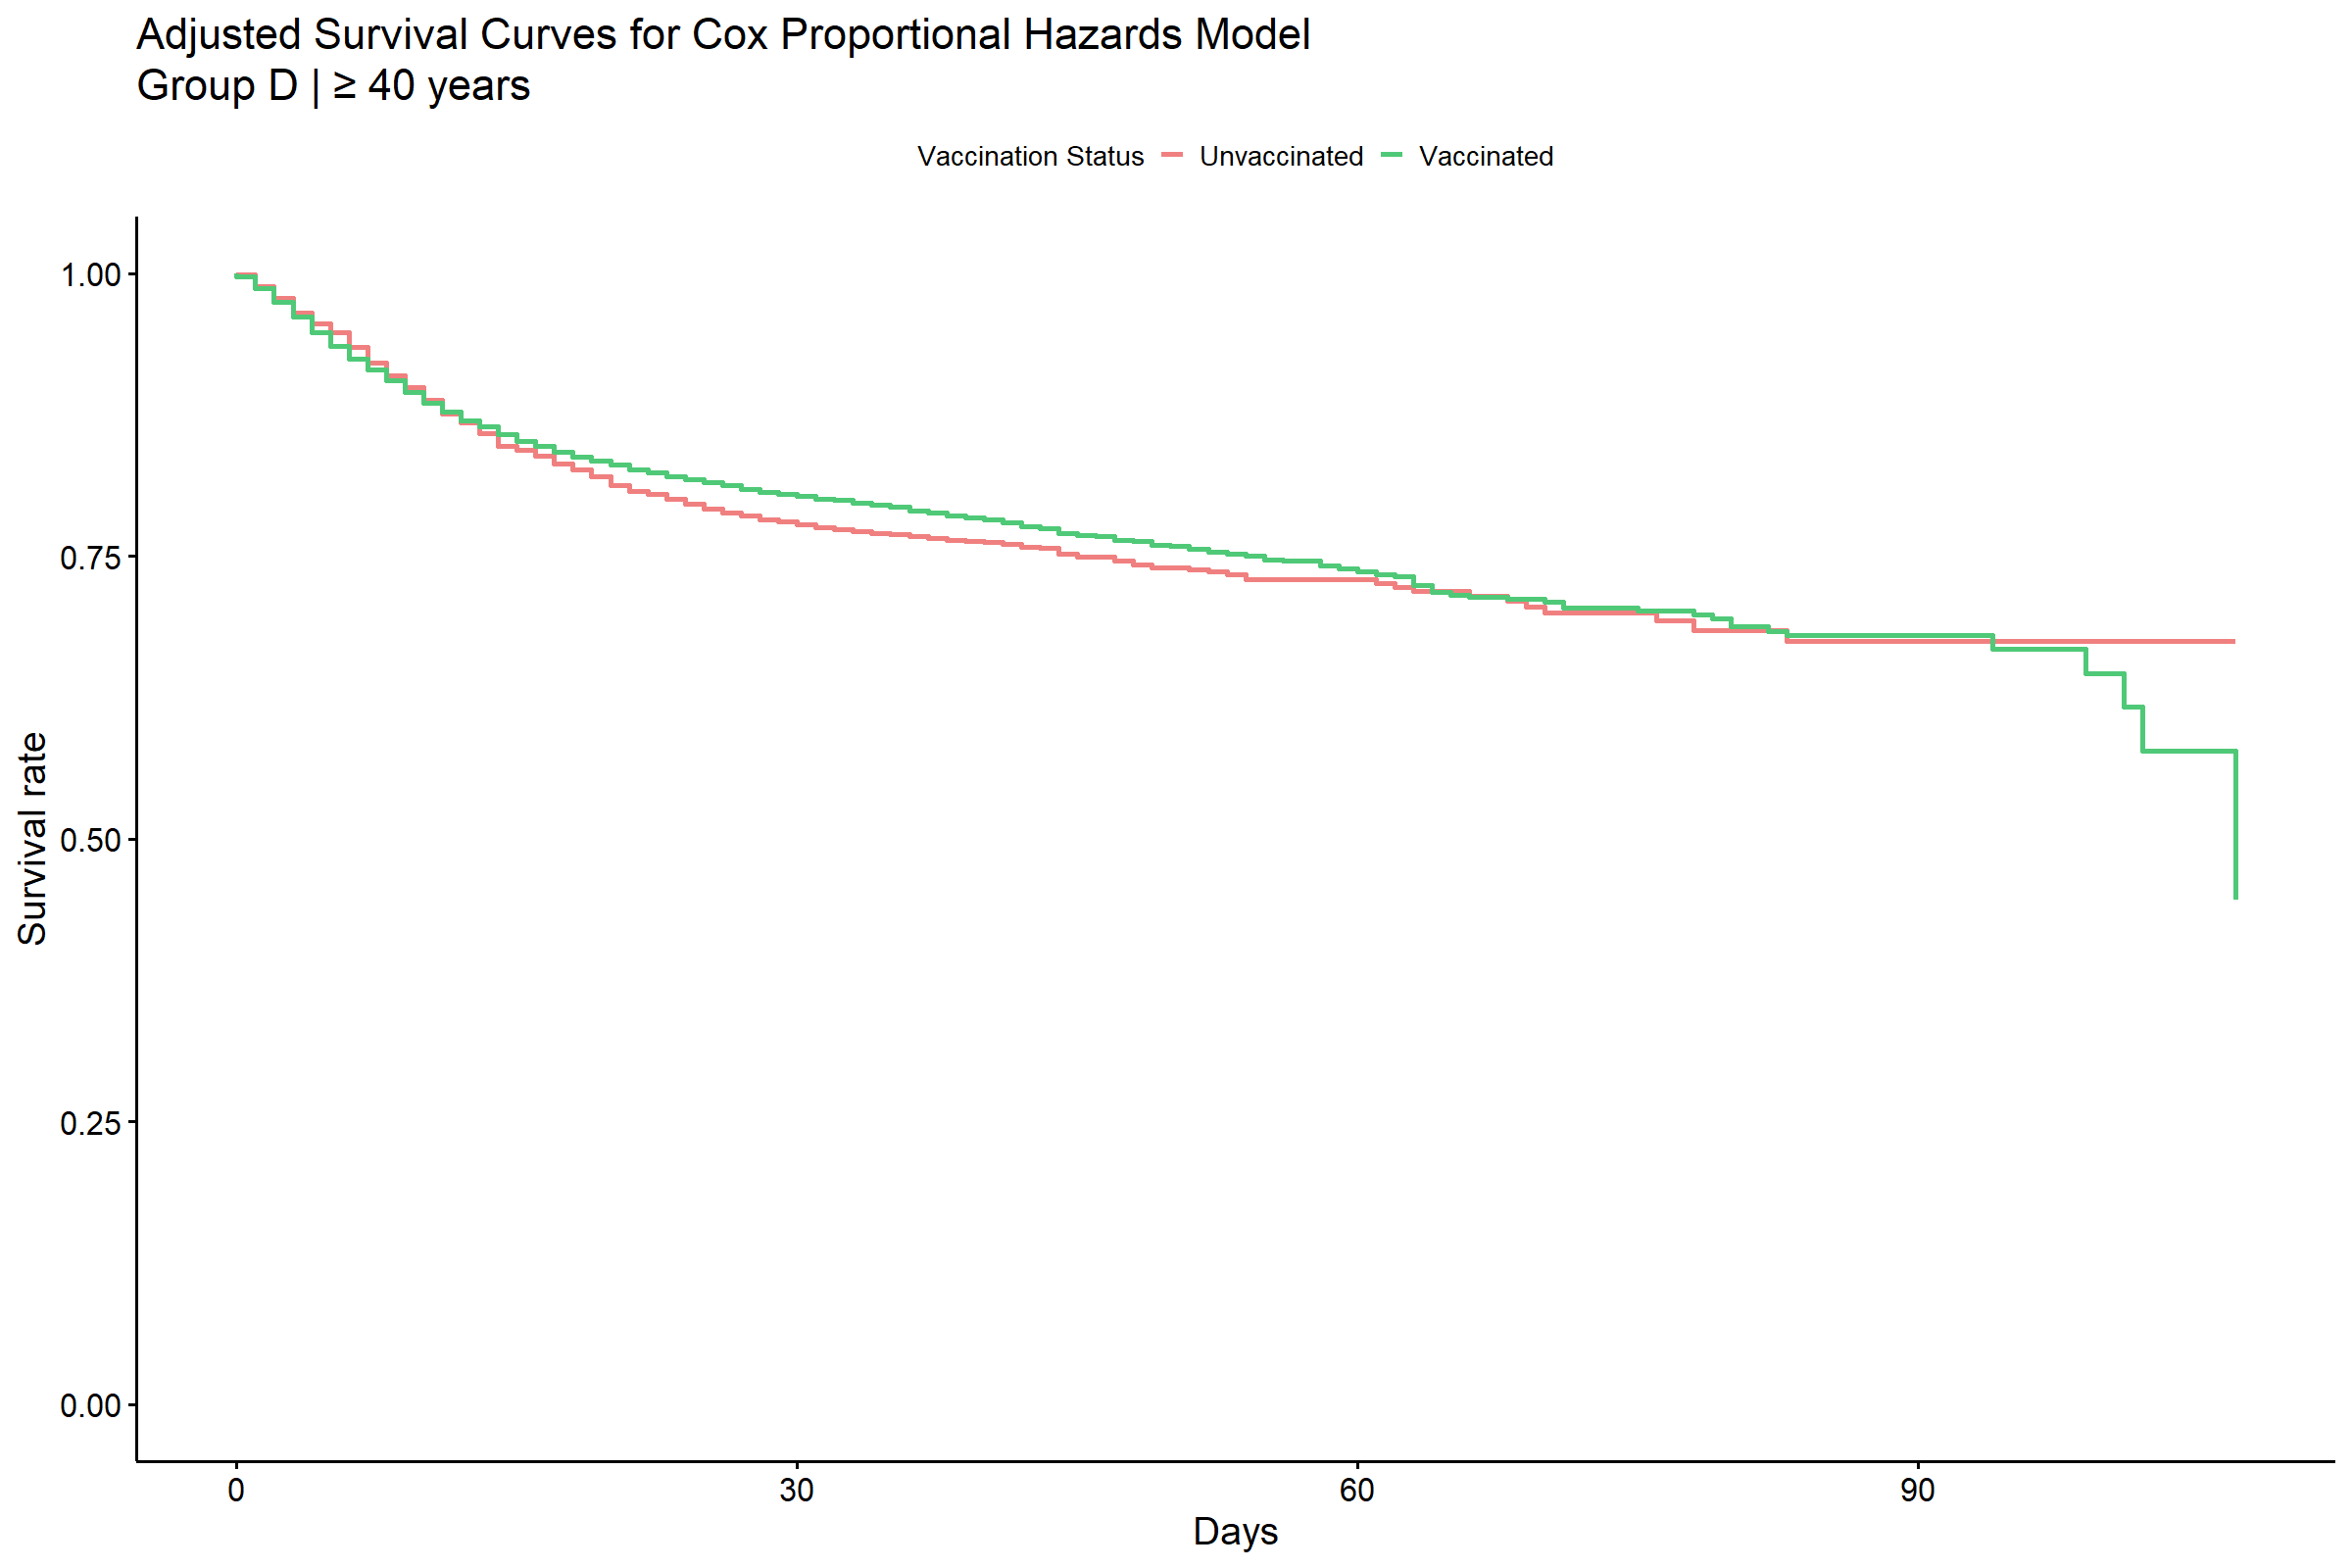 Adjusted Survival Curves for Cox Proportional Hazards Model
Group D | ≥ 40 years
Vaccination Status Unvaccinated Vaccinated
1.00
0.75
0.50
0.25
0.00
Survival rate
0 30 60 90
Days